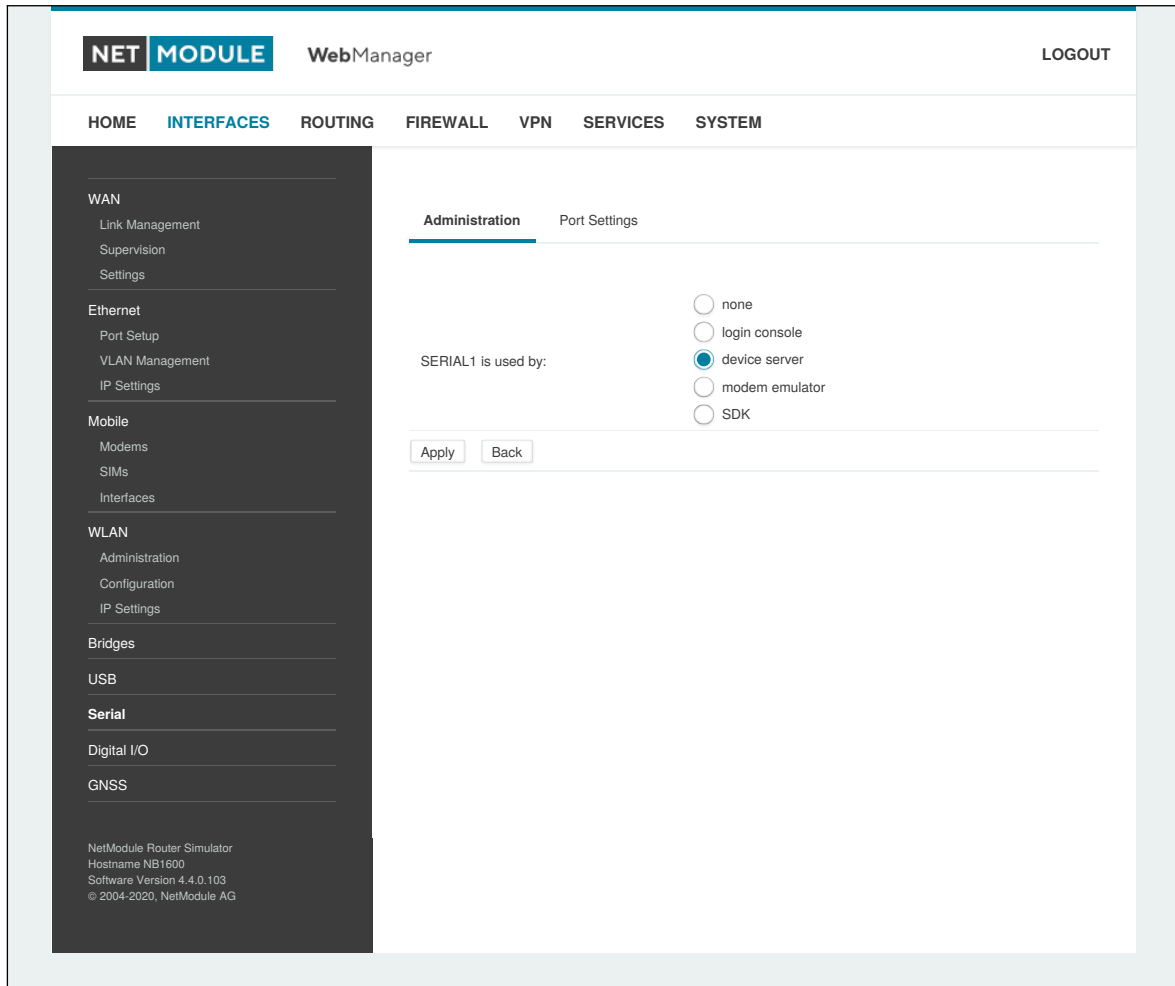 NET MODULE WebManager LOGOUT
HOME INTERFACES ROUTING FIREWALL VPN SERVICES SYSTEM
WAN
Link Management
Supervision
Settings
Ethernet
Port Setup
VLAN Management
IP Settings
Mobile
Modems
SIMs
Interfaces
WLAN
Administration
Configuration
IP Settings
Bridges
USB
Serial
Digital I/O
GNSS
NetModule Router Simulator
Hostname NB1600
Software Version 4.4.0.103
© 2004-2020, NetModule AG
Administration Port Settings
SERIAL1 is used by:
none
login console
device server
modem emulator
SDK
Apply Back